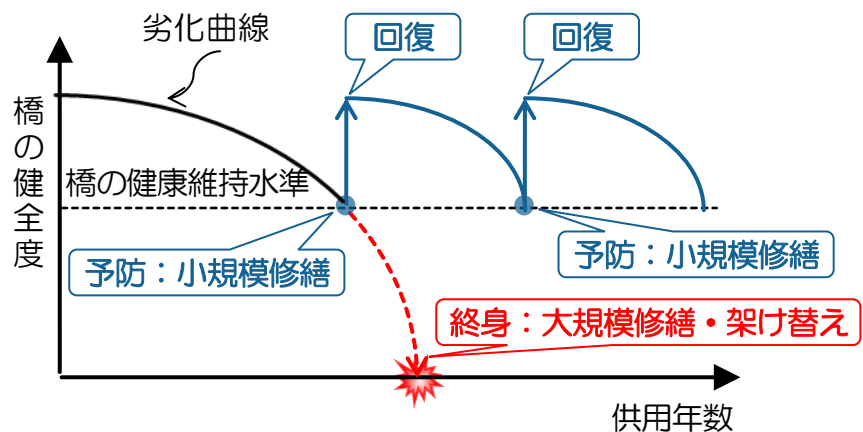 劣化曲線
回復
回復
橋の健全度
橋の健康維持水準
予防：小規模修繕
予防：小規模修繕
終身：大規模修繕・架け替え
供用年数